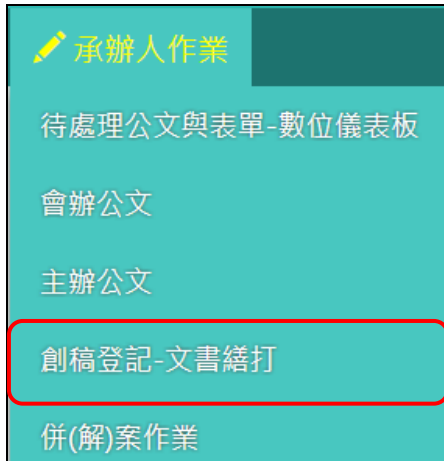 承辦人作業
待處理公文與表單-數位儀表板
會辦公文
主辦公文
創稿登記-文書繕打
併(解)案作業